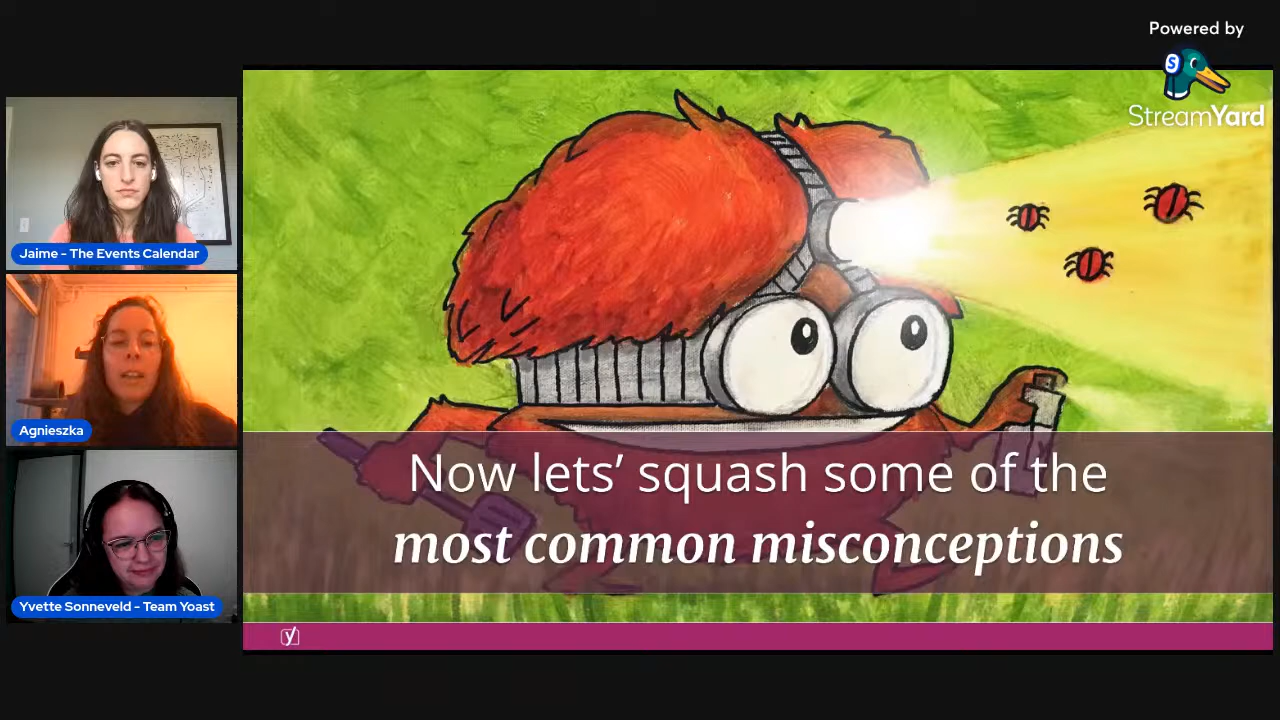 Powered by
S
StreamYard
Jaime - The Events Calendar
Agnieszka
Yvette Sonneveld - Team Yoast
Now lets’ squash some of the
most common misconceptions
y